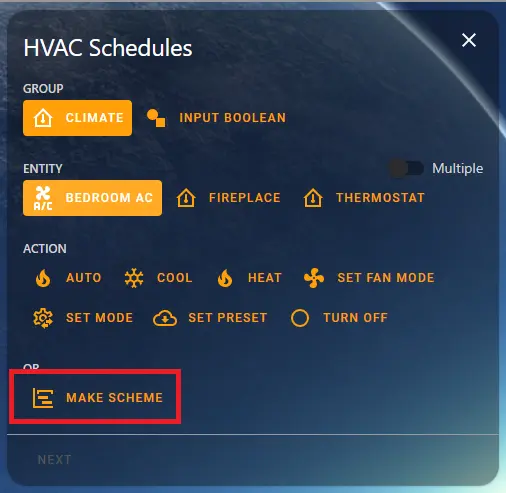 HVAC Schedules
GROUP
CLIMATE INPUT BOOLEAN
ENTITY Multiple
A/C BEDROOM AC FIREPLACE THERMOSTAT
ACTION
AUTO COOL HEAT SET FAN MODE
SET MODE SET PRESET TURN OFF
OR
MAKE SCHEME
NEXT